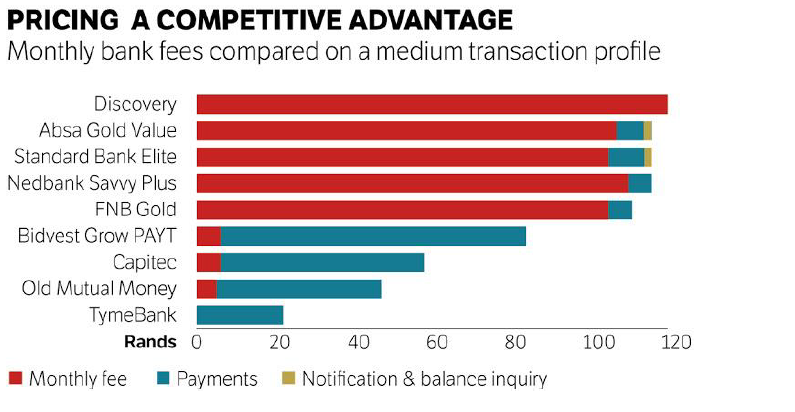 PRICING A COMPETITIVE ADVANTAGE
Monthly bank fees compared on a medium transaction profile
Discovery
Absa Gold Value
Standard Bank Elite
Nedbank Savvy Plus
FNB Gold
Bidvest Grow PAYT
Capitec
Old Mutual Money
TymeBank
Rands 0 20 40 60 80 100 120
Monthly fee Payments Notification & balance inquiry